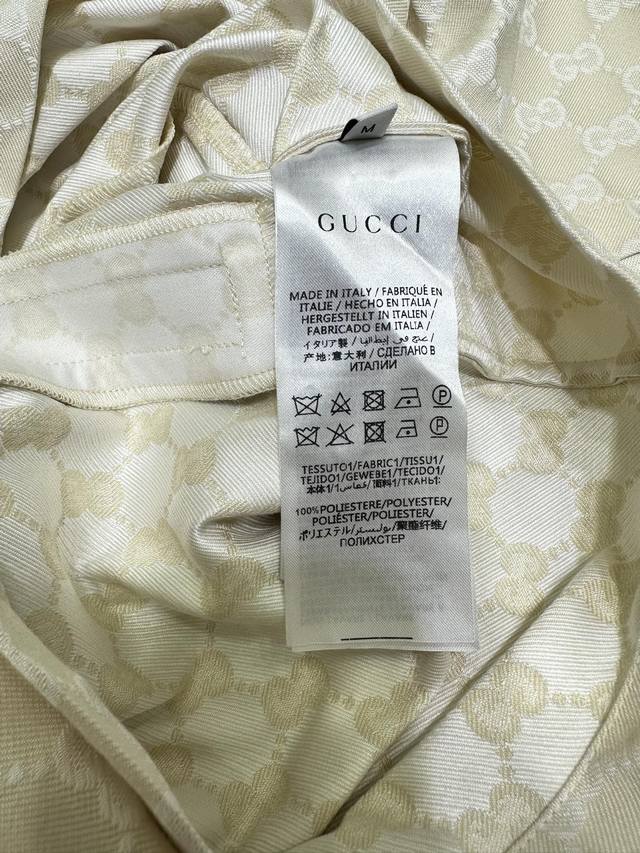 M
GUCCI
MADE IN ITALY / FABRIQUÉ EN
ITALIE / HECHO EN ITALIA /
HERGESTELLT IN ITALIEN /
FABRICADO EM ITALIA /
イタリア製 / صنع في إيطاليا /
产地:意大利 / СДЕЛАНО В
ИТАЛИИ
P
P
TESSUTO1/FABRIC1/TISSU1/
TEJIDO1/GEWEBE1/TECIDO1/
本体1/قماش1/面料1/ТКАНЬ1:
100%POLIESTERE/POLYESTER/
POLIÉSTER/POLIESTER/
ポリエステル/بوليستر/聚酯纤维/
ПОЛИЭСТЕР